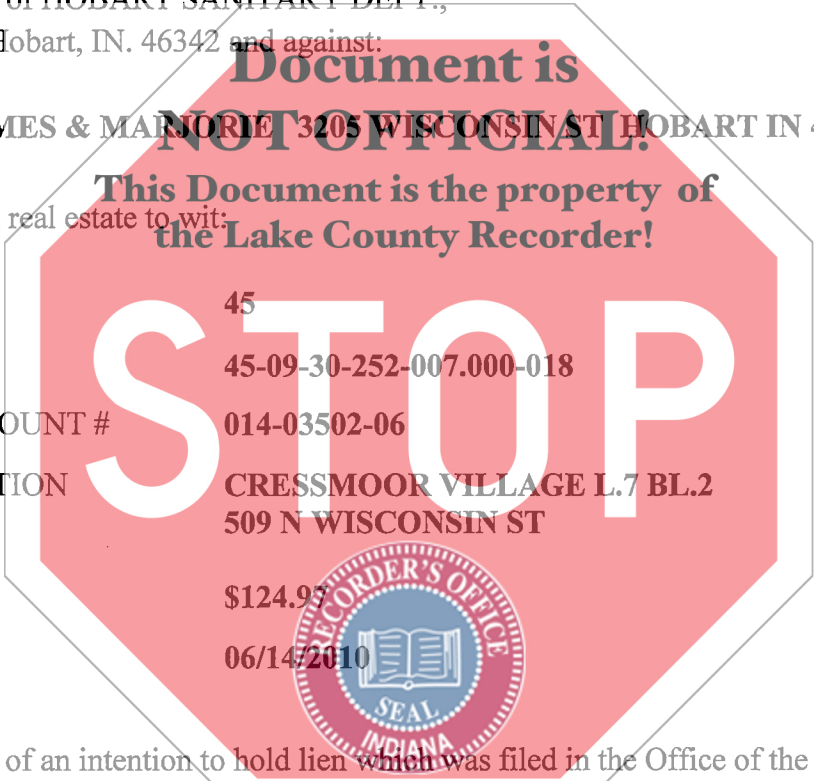 of HOBART SANITARY DEPT.,
Hobart, IN. 46342 and against:
Document is
NOT OFFICIAL!
MES & MARJORIE 3205 WISCONSIN ST HOBART IN
This Document is the property of
real estate to wit:
the Lake County Recorder!
STOP
45
45-09-30-252-007.000-018
OUNT # 014-03502-06
TION CRESSMOOR VILLAGE L.7 BL.2
509 N WISCONSIN ST
$124.97
06/14/2010
RECORDER'S OFFICE
SEAL
INDIANA
of an intention to hold lien which was filed in the Office of the